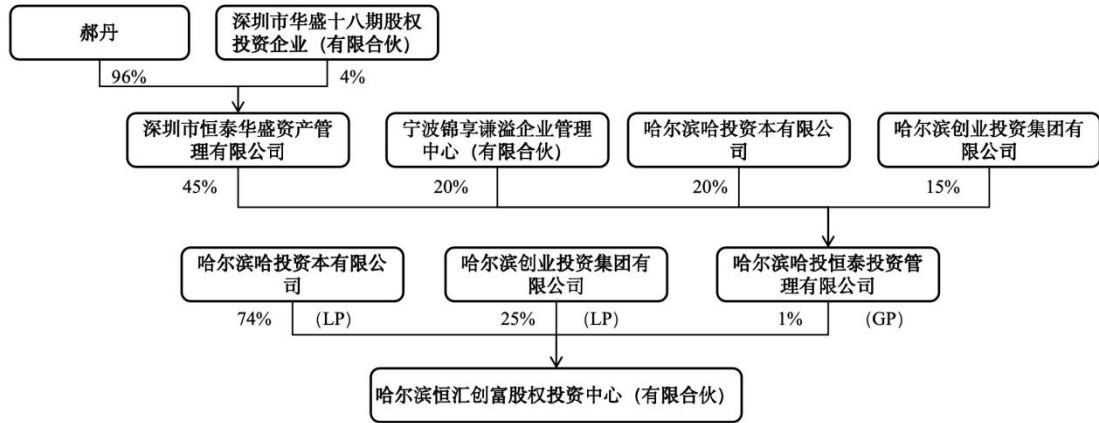 郝丹
深圳市华盛十八期股权
投资企业（有限合伙）
96%
4%
深圳市恒泰华盛资产管
理有限公司
宁波锦享谦溢企业管理
中心（有限合伙）
哈尔滨哈投资本有限公
司
哈尔滨创业投资集团有
限公司
45%
20%
20%
15%
哈尔滨哈投资本有限公
司
哈尔滨创业投资集团有
限公司
哈尔滨哈投恒泰投资管
理有限公司
74%
(LP)
25%
(LP)
1%
(GP)
哈尔滨恒汇创富股权投资中心（有限合伙）